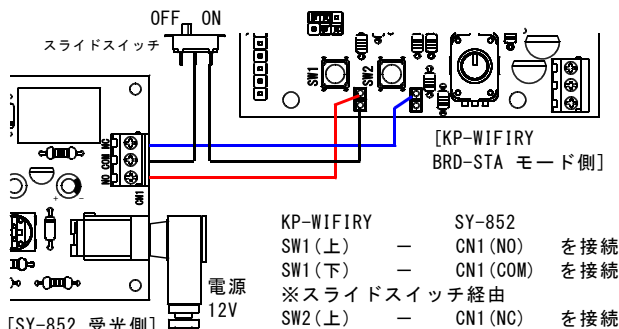 OFF ON
スライドスイッチ
SW1
SW2
NC
COM
NO
CN1
[KP-WIFIRY
BRD-STA モード側]
電源
12V
[SY-852 受光側]
KP-WIFIRY SY-852
SW1(上) － CN1(NO) を接続
SW1(下) － CN1(COM) を接続
※スライドスイッチ経由
SW2(上) － CN1(NC) を接続